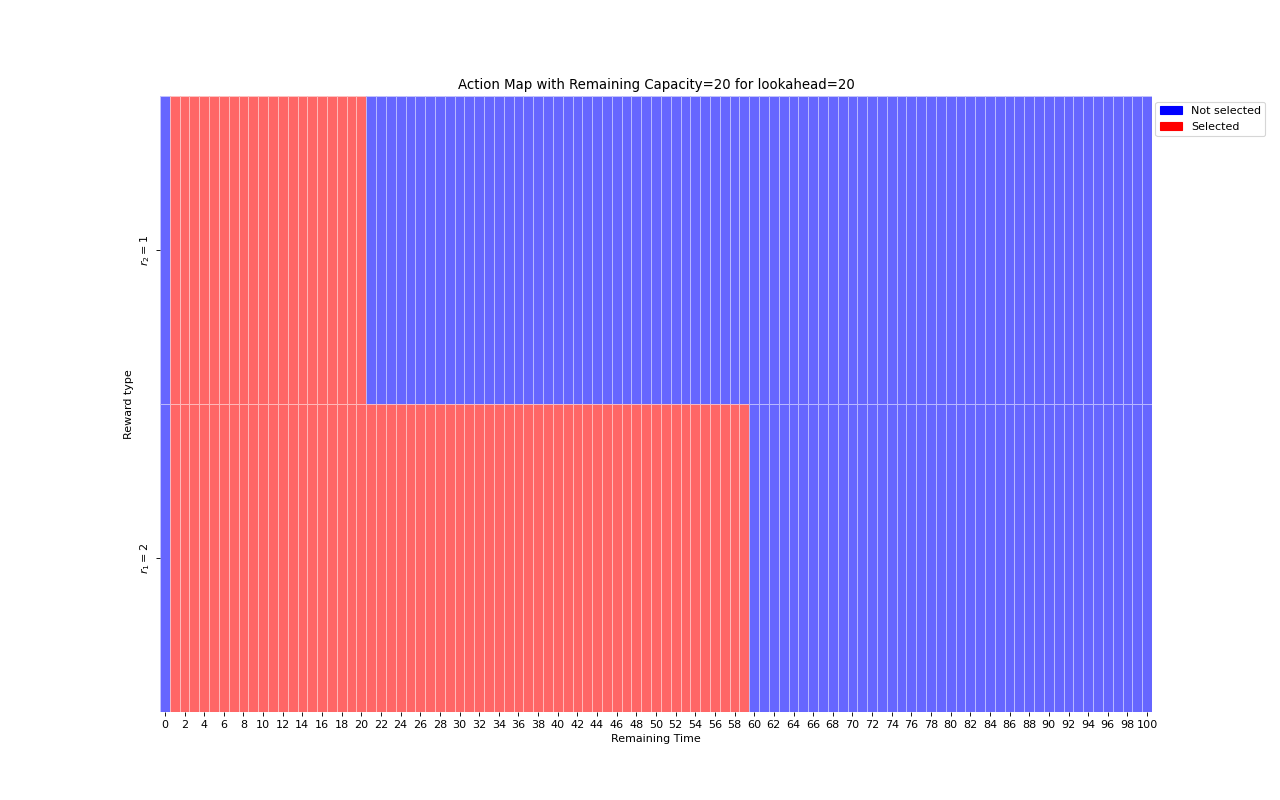 Action Map with Remaining Capacity=20 for lookahead=20
Not selected
Selected
r₂ = 1
Reward type
r₁ = 2
0 2 4 6 8 10 12 14 16 18 20 22 24 26 28 30 32 34 36 38 40 42 44 46 48 50 52 54 56 58 60 62 64 66 68 70 72 74 76 78 80 82 84 86 88 90 92 94 96 98 100
Remaining Time